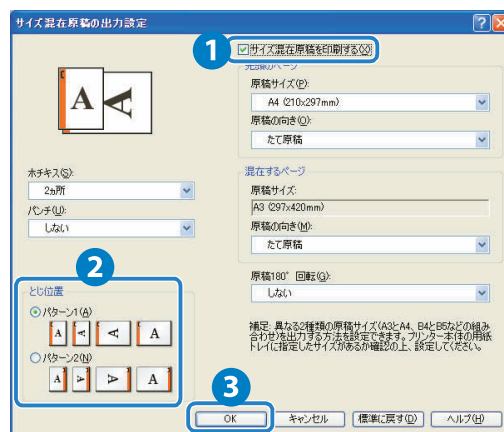 サイズ混在原稿の出力設定
1
サイズ混在原稿を印刷する(X)
先頭のページ
原稿サイズ(P):
A4 (210x297mm)
原稿の向き(O):
たて原稿
A A
ホチキス(S):
2ヵ所
パンチ(U):
しない
混在するページ
原稿サイズ:
A3 (297x420mm)
原稿の向き(M):
たて原稿
2
とじ位置
パターン1(A)
A A A A
パターン2(N)
A A A A
原稿180° 回転(G):
しない
補足: 異なる2種類の原稿サイズ(A3とA4、B4とB5などの組み
合わせ)を出力する方法を設定できます。プリンター本体の用紙
トレイに指定したサイズがあるか確認の上、設定してください。
3
OK
キャンセル
標準に戻す(D)
ヘルプ(H)